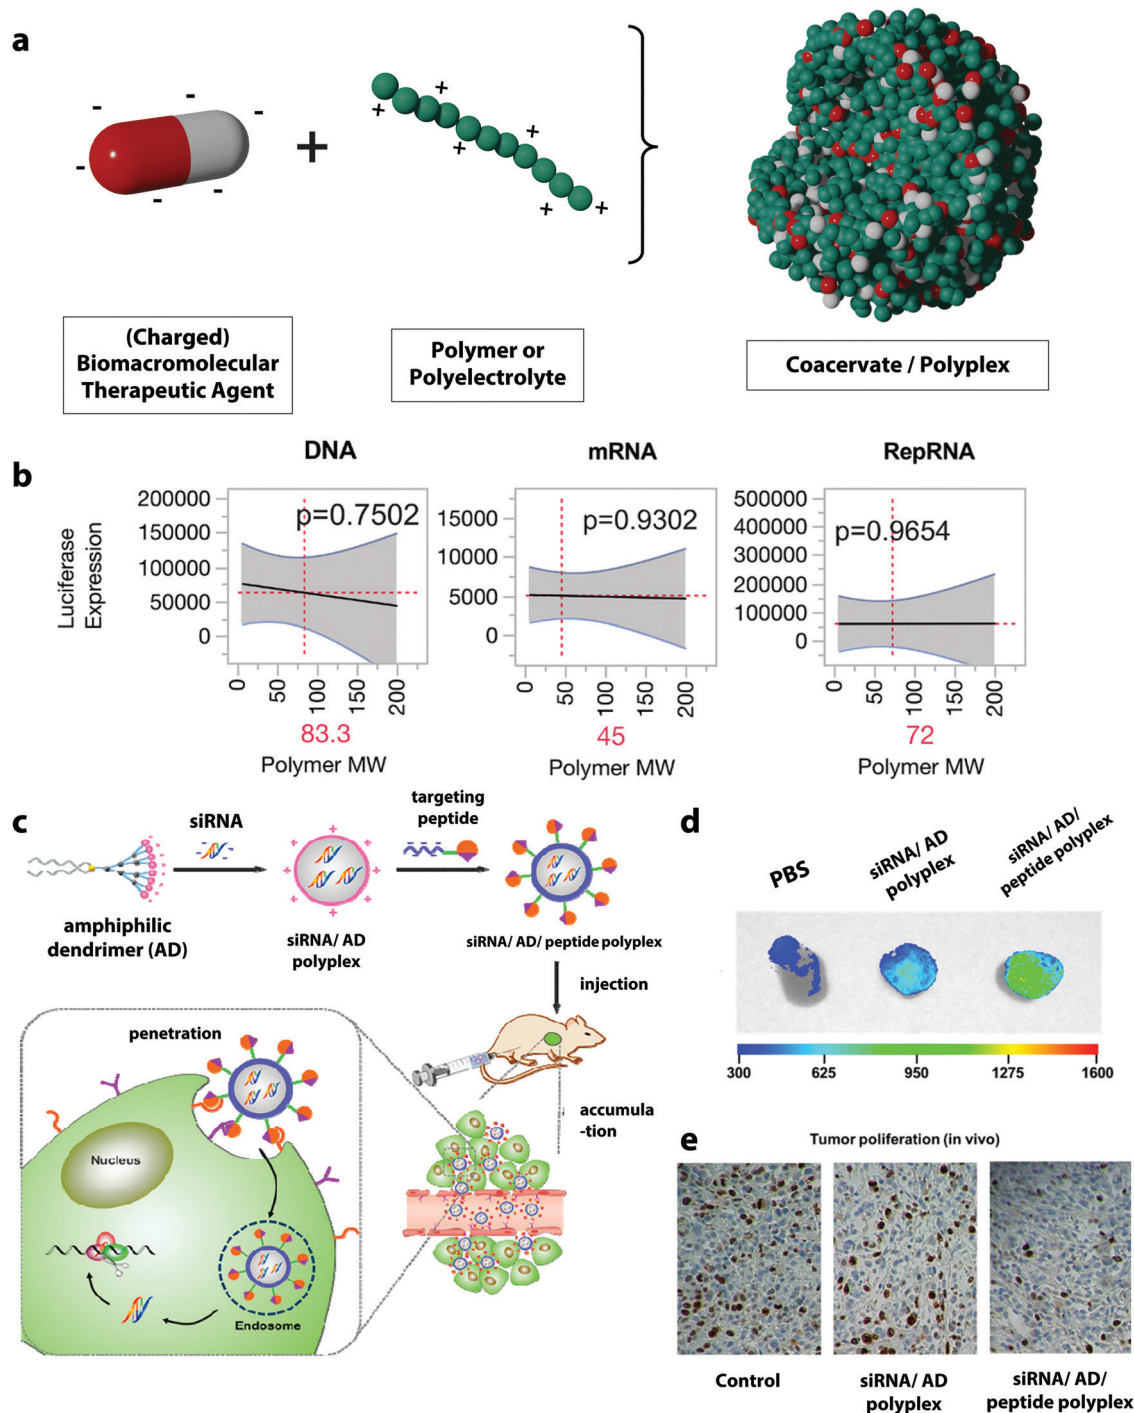 a
- - -
- - -
+
+ + + + + +
(Charged)
Biomacromolecular
Therapeutic Agent
Polymer or
Polyelectrolyte
Coacervate / Polyplex
b
DNA
mRNA
RepRNA
Luciferase
Expression
200000
150000
100000
50000
0
p=0.7502
0 50 100 150 200
83.3
Polymer MW
15000
10000
5000
0
p=0.9302
0 50 100 150 200
45
Polymer MW
500000
400000
300000
200000
100000
0
p=0.9654
0 50 100 150 200
72
Polymer MW
c
siRNA
targeting
peptide
amphiphilic
dendrimer (AD)
siRNA/ AD
polyplex
siRNA/ AD/ peptide polyplex
injection
penetration
accumula
-tion
Nucleus
Endosome
d
PBS
siRNA/ AD
polyplex
siRNA/ AD/
peptide polyplex
300 625 950 1275 1600
e
Tumor poliferation (in vivo)
Control
siRNA/ AD
polyplex
siRNA/ AD/
peptide polyplex